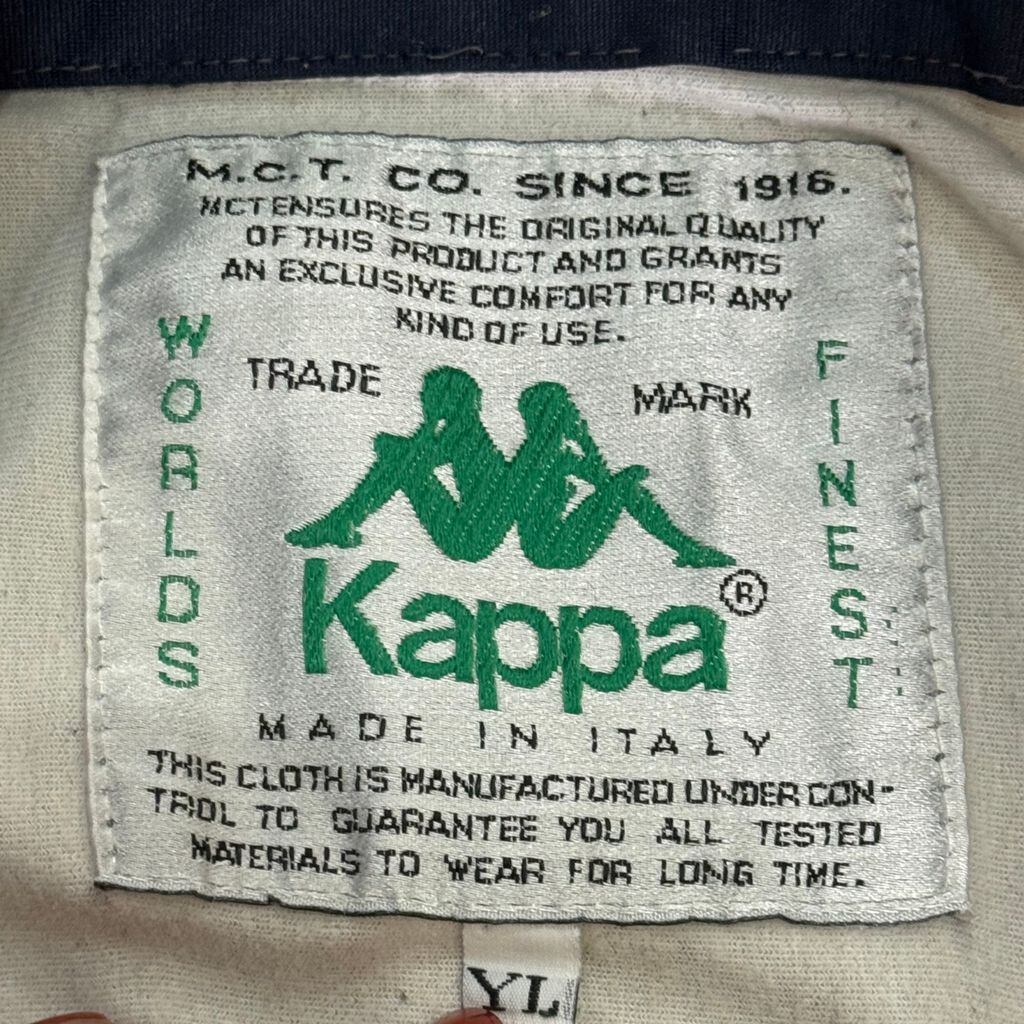 M.C.T. CO. SINCE 1916.
MCT ENSURES THE ORIGINAL QUALITY
OF THIS PRODUCT AND GRANTS
AN EXCLUSIVE COMFORT FOR ANY
KIND OF USE.
WORLDS
FINEST
TRADE MARK
Kappa®
MADE IN ITALY
THIS CLOTH IS MANUFACTURED UNDER CON-
TROL TO GUARANTEE YOU ALL TESTED
MATERIALS TO WEAR FOR LONG TIME.
YL